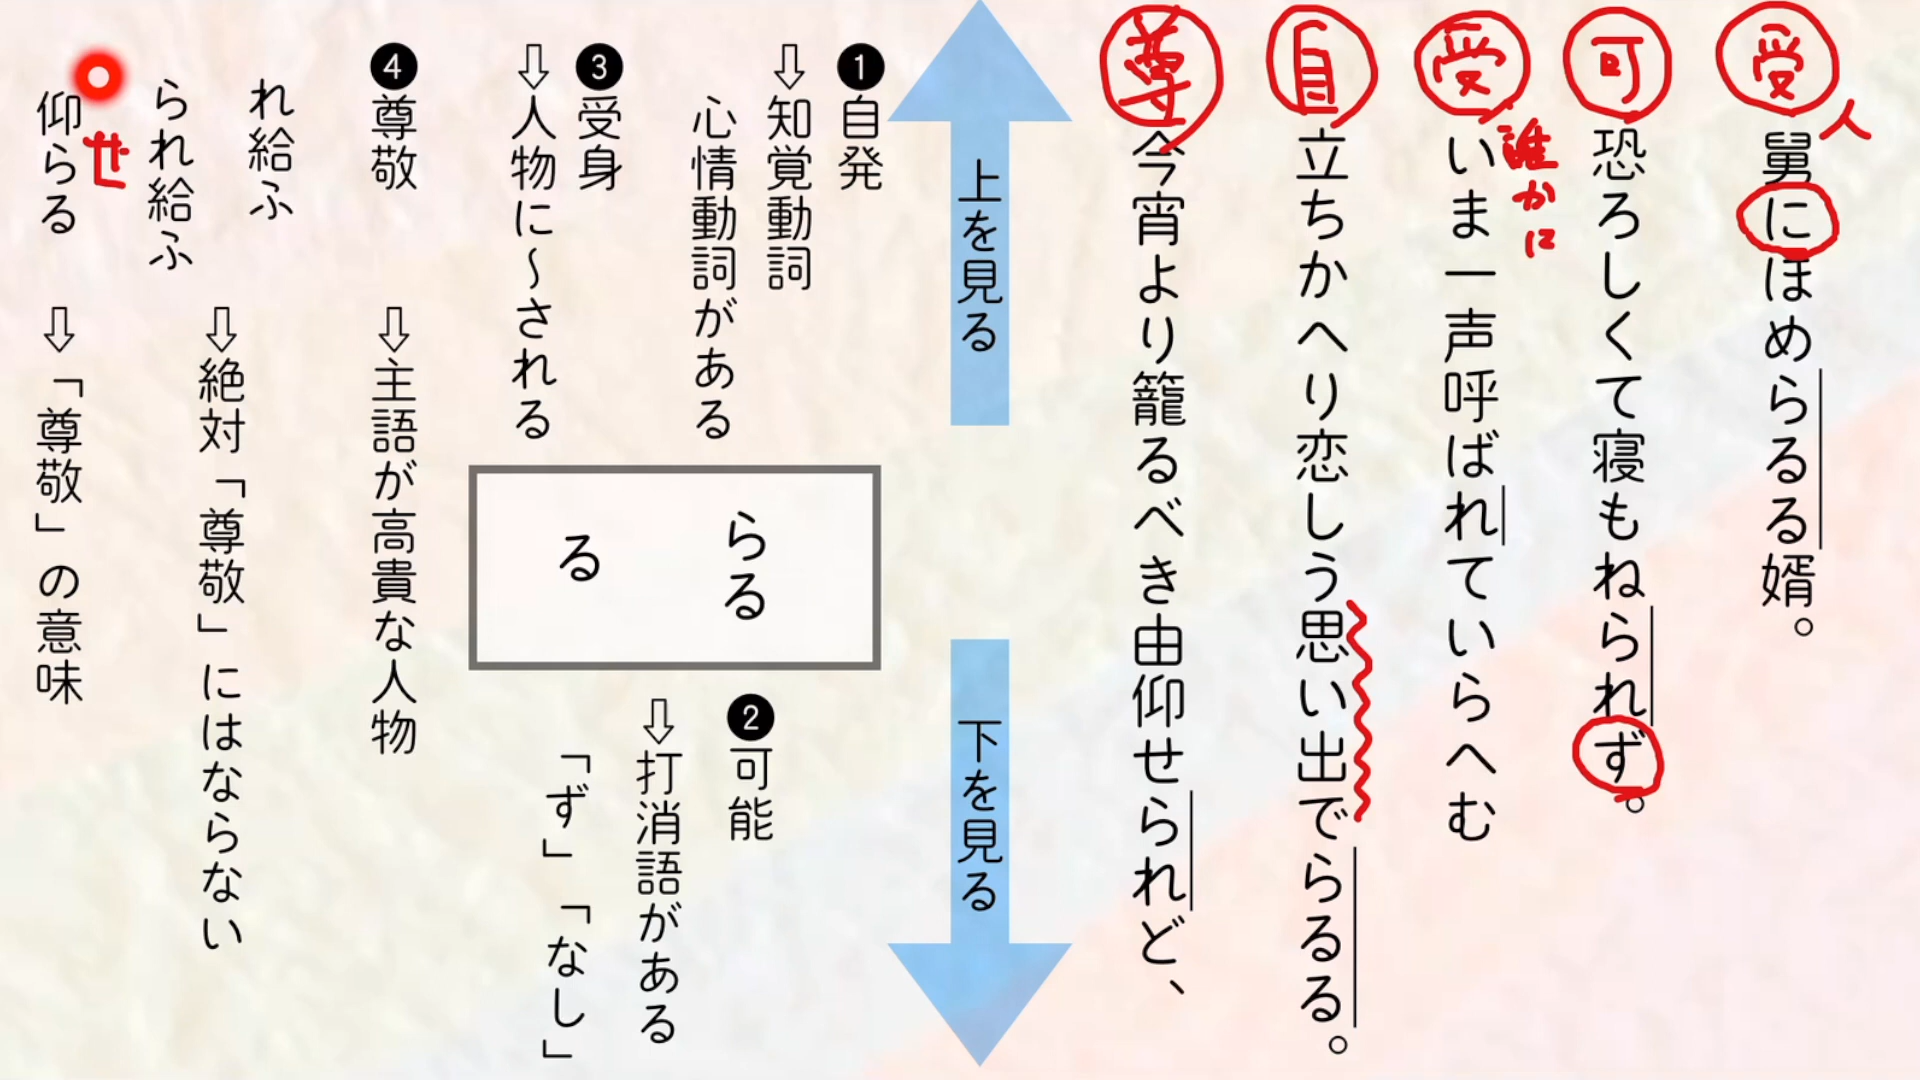 受
人
舅にほめらるる婿。
可
恐ろしくて寝もねられず。
受
誰かに
いま一声呼ばれていらへむ
自
立ちかへり恋しう思い出でらるる。
尊
今宵より籠るべき由仰せられど、
上を見る
下を見る
❶自発
⇩知覚動詞
心情動詞がある
らる
る
❷可能
⇩打消語がある
「ず」「なし」
❸受身
⇩人物に～される
❹尊敬
⇩主語が高貴な人物
れ給ふ
られ給ふ
⇩絶対「尊敬」にはならない
せ
仰らる
⇩「尊敬」の意味